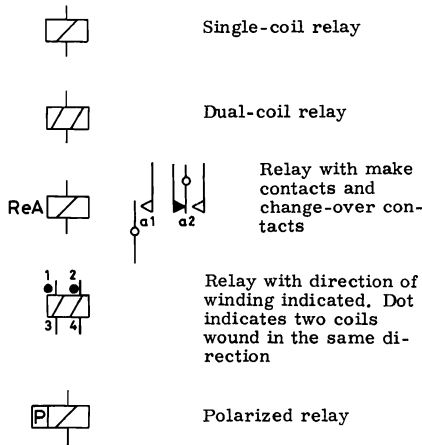 Single-coil relay
Dual-coil relay
ReA
a1 a2
Relay with make
contacts and
change-over con-
tacts
1 2
3 4
Relay with direction of
winding indicated. Dot
indicates two coils
wound in the same di-
rection
P
Polarized relay